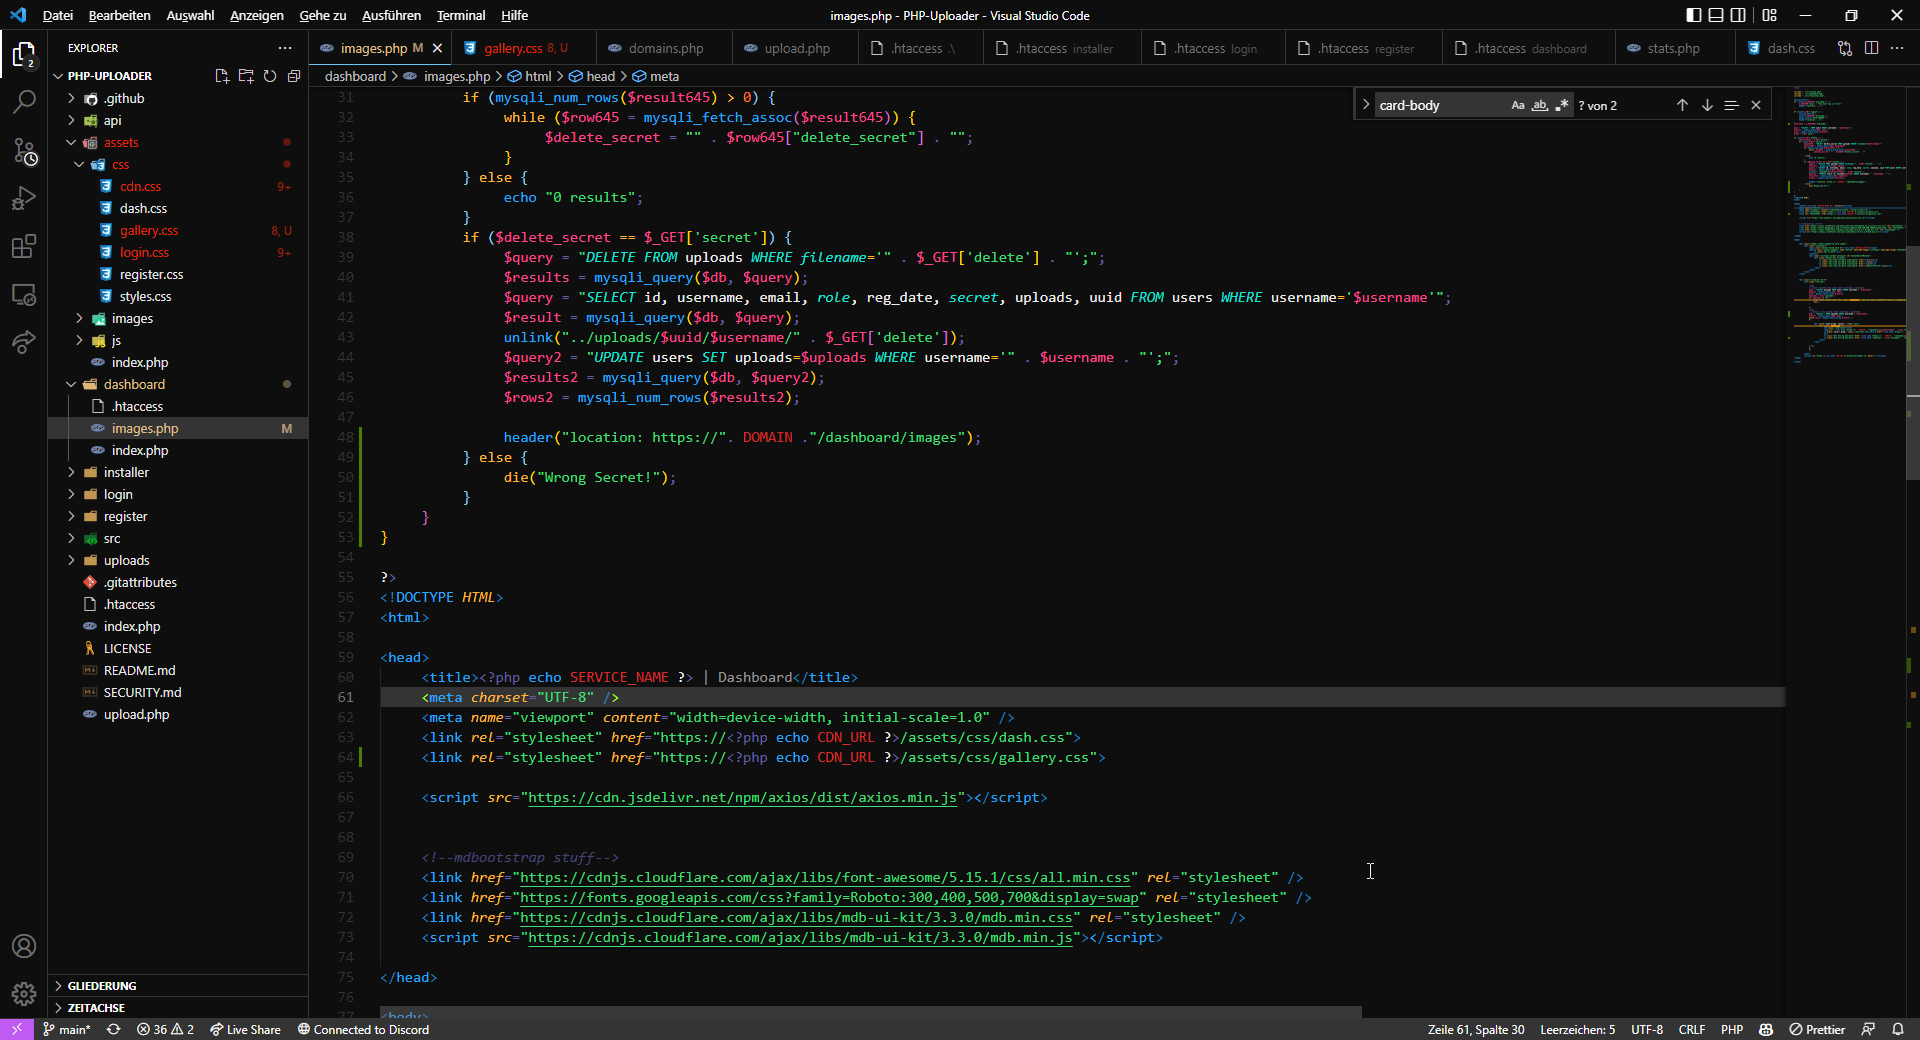 Datei Bearbeiten Auswahl Anzeigen Gehe zu Ausführen Terminal Hilfe
images.php - PHP-Uploader - Visual Studio Code
EXPLORER
images.php M
gallery.css 8, U
domains.php
upload.php
.htaccess .\
.htaccess installer
.htaccess login
.htaccess register
.htaccess dashboard
stats.php
dash.css
dashboard > images.php > html > head > meta
card-body Aa ab .* ? von 2
2
PHP-UPLOADER
.github
api
assets
css
cdn.css 9+
dash.css
gallery.css 8, U
login.css 9+
register.css
styles.css
images
js
index.php
dashboard
.htaccess
images.php M
index.php
installer
login
register
src
uploads
.gitattributes
.htaccess
index.php
LICENSE
README.md
SECURITY.md
upload.php
GLIEDERUNG
ZEITACHSE
31 if (mysqli_num_rows($result645) > 0) {
32 while ($row645 = mysqli_fetch_assoc($result645)) {
33 $delete_secret = "" . $row645["delete_secret"] . "";
34 }
35 } else {
36 echo "0 results";
37 }
38 if ($delete_secret == $_GET['secret']) {
39 $query = "DELETE FROM uploads WHERE filename='" . $_GET['delete'] . "';";
40 $results = mysqli_query($db, $query);
41 $query = "SELECT id, username, email, role, reg_date, secret, uploads, uuid FROM users WHERE username='$username'";
42 $result = mysqli_query($db, $query);
43 unlink("../uploads/$uuid/$username/" . $_GET['delete']);
44 $query2 = "UPDATE users SET uploads=$uploads WHERE username='" . $username . "';";
45 $results2 = mysqli_query($db, $query2);
46 $rows2 = mysqli_num_rows($results2);
47
48 header("location: https://". DOMAIN ."/dashboard/images");
49 } else {
50 die("Wrong Secret!");
51 }
52 }
53 }
54
55 ?>
56 <!DOCTYPE HTML>
57 <html>
58
59 <head>
60 <title><?php echo SERVICE_NAME ?> | Dashboard</title>
61 <meta charset="UTF-8" />
62 <meta name="viewport" content="width=device-width, initial-scale=1.0" />
63 <link rel="stylesheet" href="https://<?php echo CDN_URL ?>/assets/css/dash.css">
64 <link rel="stylesheet" href="https://<?php echo CDN_URL ?>/assets/css/gallery.css">
65
66 <script src="https://cdn.jsdelivr.net/npm/axios/dist/axios.min.js"></script>
67
68
69 <!--mdbootstrap stuff-->
70 <link href="https://cdnjs.cloudflare.com/ajax/libs/font-awesome/5.15.1/css/all.min.css" rel="stylesheet" />
71 <link href="https://fonts.googleapis.com/css?family=Roboto:300,400,500,700&display=swap" rel="stylesheet" />
72 <link href="https://cdnjs.cloudflare.com/ajax/libs/mdb-ui-kit/3.3.0/mdb.min.css" rel="stylesheet" />
73 <script src="https://cdnjs.cloudflare.com/ajax/libs/mdb-ui-kit/3.3.0/mdb.min.js"></script>
74
75 </head>
76
77 <body>
main* 36 2 Live Share Connected to Discord
Zeile 61, Spalte 30 Leerzeichen: 5 UTF-8 CRLF PHP Prettier